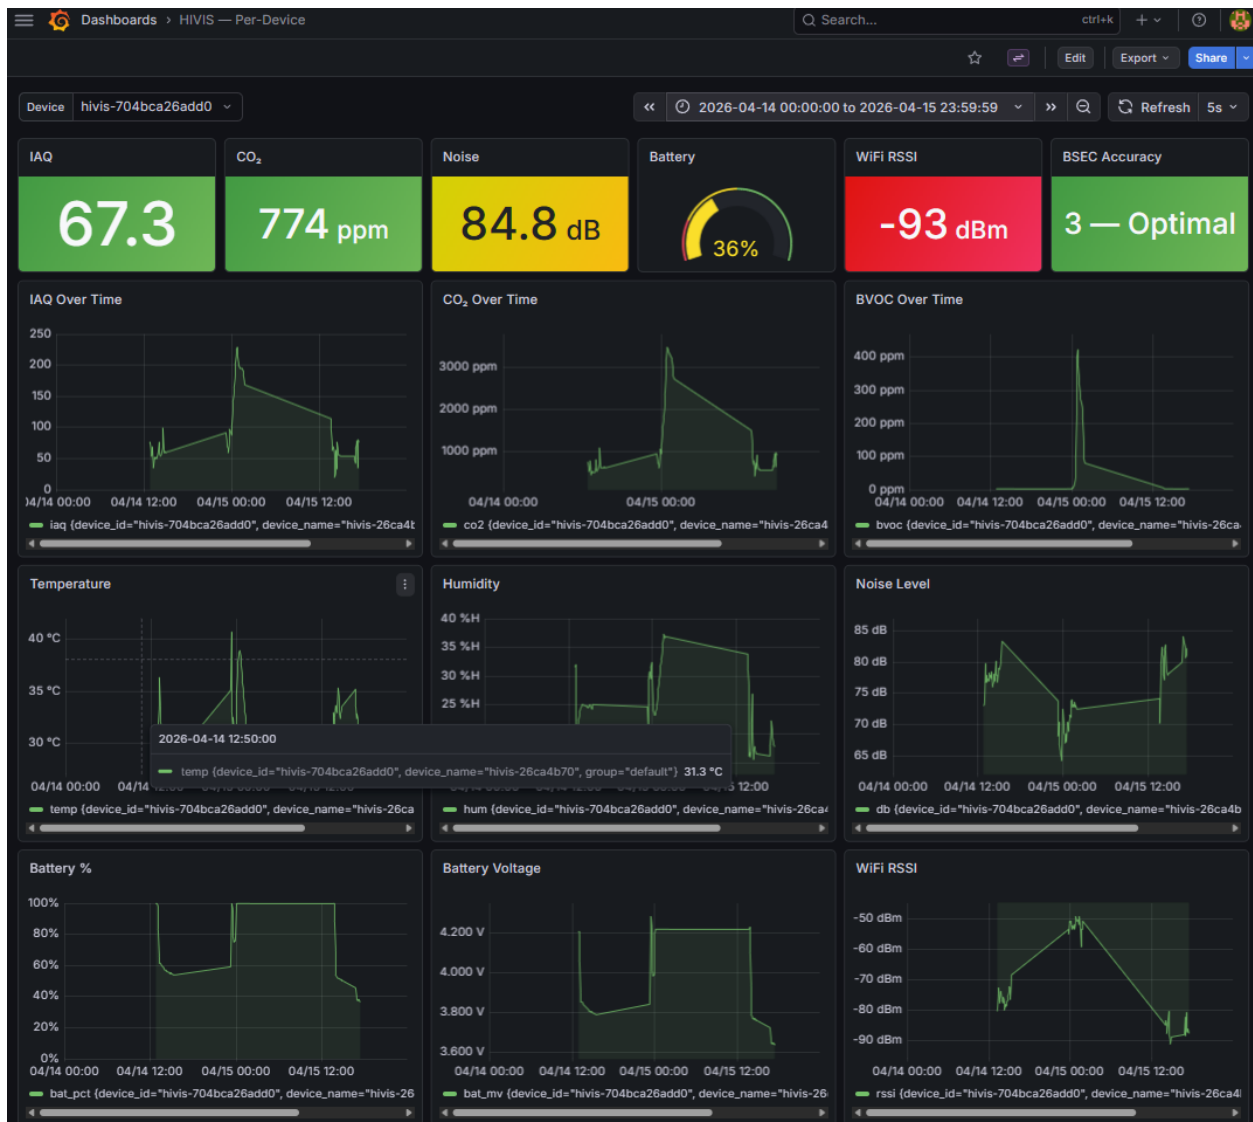 Dashboards › HIVIS — Per-Device
Search... ctrl+k
Edit Export Share
Device hivis-704bca26add0 2026-04-14 00:00:00 to 2026-04-15 23:59:59 Refresh 5s
IAQ
67.3
CO₂
774 ppm
Noise
84.8 dB
Battery
36%
WiFi RSSI
-93 dBm
BSEC Accuracy
3 — Optimal
IAQ Over Time
250
200
150
100
50
0
04/14 00:00 04/14 12:00 04/15 00:00 04/15 12:00
iaq {device_id="hivis-704bca26add0", device_name="hivis-26ca4b
CO₂ Over Time
3000 ppm
2000 ppm
1000 ppm
04/14 00:00 04/15 00:00
co2 {device_id="hivis-704bca26add0", device_name="hivis-26ca4
BVOC Over Time
400 ppm
300 ppm
200 ppm
100 ppm
0 ppm
04/14 00:00 04/14 12:00 04/15 00:00 04/15 12:00
bvoc {device_id="hivis-704bca26add0", device_name="hivis-26ca
Temperature
40 °C
35 °C
30 °C
04/14 00:00 04/14
temp {device_id="hivis-704bca26add0", device_name="hivis-26ca
2026-04-14 12:50:00
temp {device_id="hivis-704bca26add0", device_name="hivis-26ca4b70", group="default"} 31.3 °C
Humidity
40 %H
35 %H
30 %H
25 %H
12:00
hum {device_id="hivis-704bca26add0", device_name="hivis-26ca4
Noise Level
85 dB
80 dB
75 dB
70 dB
65 dB
04/14 00:00 04/14 12:00 04/15 00:00 04/15 12:00
db {device_id="hivis-704bca26add0", device_name="hivis-26ca4b
Battery %
100%
80%
60%
40%
20%
0%
04/14 00:00 04/14 12:00 04/15 00:00 04/15 12:00
bat_pct {device_id="hivis-704bca26add0", device_name="hivis-26
Battery Voltage
4.200 V
4.000 V
3.800 V
3.600 V
04/14 00:00 04/14 12:00 04/15 00:00 04/15 12:00
bat_mv {device_id="hivis-704bca26add0", device_name="hivis-26
WiFi RSSI
-50 dBm
-60 dBm
-70 dBm
-80 dBm
-90 dBm
04/14 00:00 04/14 12:00 04/15 00:00 04/15 12:00
rssi {device_id="hivis-704bca26add0", device_name="hivis-26ca4